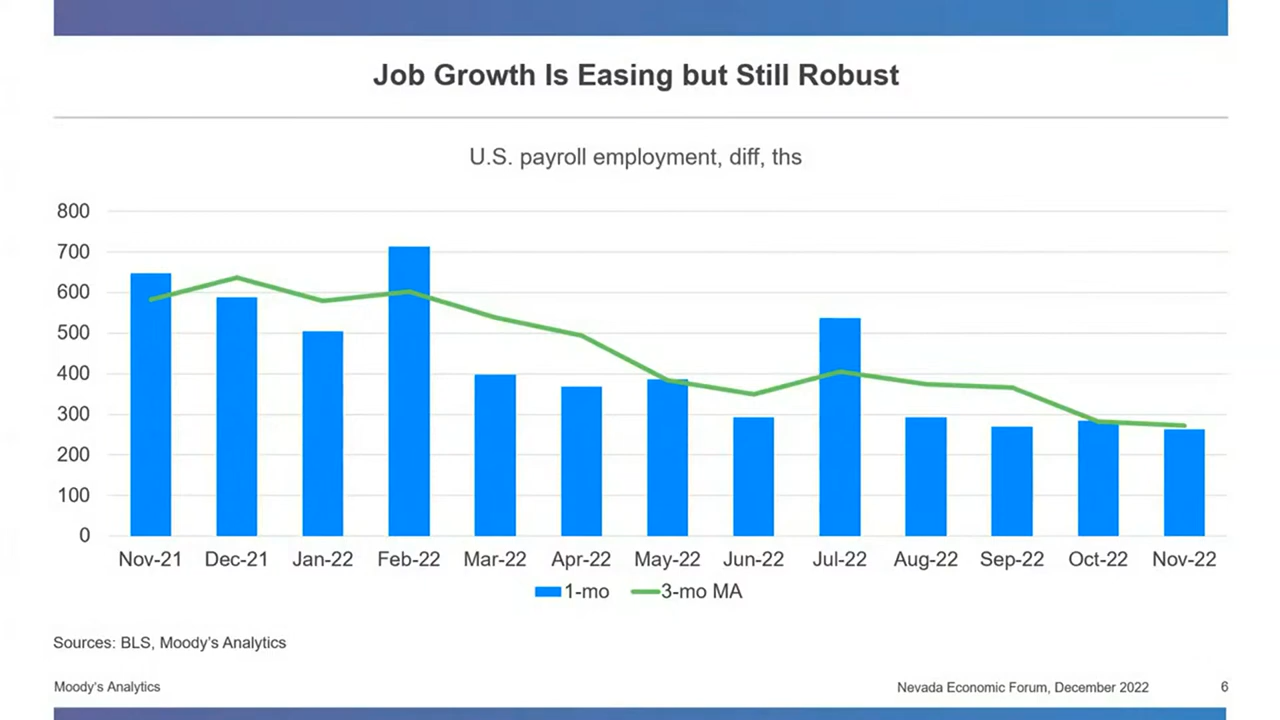 Job Growth Is Easing but Still Robust
U.S. payroll employment, diff, ths
800
700
600
500
400
300
200
100
0
Nov-21 Dec-21 Jan-22 Feb-22 Mar-22 Apr-22 May-22 Jun-22 Jul-22 Aug-22 Sep-22 Oct-22 Nov-22
1-mo 3-mo MA
Sources: BLS, Moody's Analytics
Moody's Analytics Nevada Economic Forum, December 2022 6